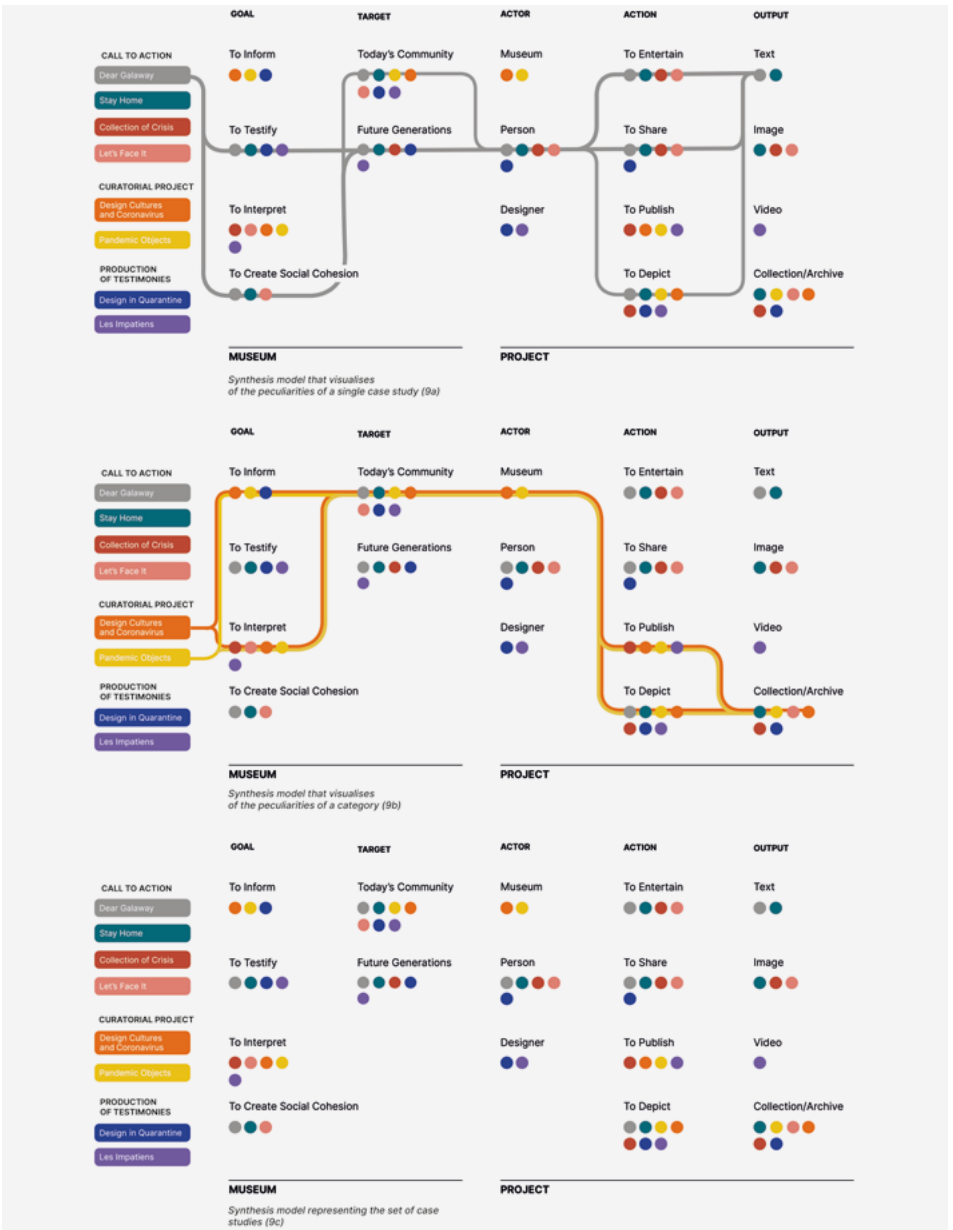 GOAL TARGET ACTOR ACTION OUTPUT
CALL TO ACTION
To Inform Today's Community Museum To Entertain Text
Dear Galaway
Stay Home
Collection of Crisis
To Testify Future Generations Person To Share Image
Let's Face It
CURATORIAL PROJECT
Design Cultures
and Coronavirus
To Interpret Designer To Publish Video
Pandemic Objects
PRODUCTION
OF TESTIMONIES
To Create Social Cohesion To Depict Collection/Archive
Design in Quarantine
Les Impatiens
MUSEUM PROJECT
Synthesis model that visualises
of the peculiarities of a single case study (9a)
GOAL TARGET ACTOR ACTION OUTPUT
CALL TO ACTION
To Inform Today's Community Museum To Entertain Text
Dear Galaway
Stay Home
Collection of Crisis
To Testify Future Generations Person To Share Image
Let's Face It
CURATORIAL PROJECT
Design Cultures
and Coronavirus
To Interpret Designer To Publish Video
Pandemic Objects
PRODUCTION
OF TESTIMONIES
To Create Social Cohesion To Depict Collection/Archive
Design in Quarantine
Les Impatiens
MUSEUM PROJECT
Synthesis model that visualises
of the peculiarities of a category (9b)
GOAL TARGET ACTOR ACTION OUTPUT
CALL TO ACTION
To Inform Today's Community Museum To Entertain Text
Dear Galaway
Stay Home
Collection of Crisis
To Testify Future Generations Person To Share Image
Let's Face It
CURATORIAL PROJECT
Design Cultures
and Coronavirus
To Interpret Designer To Publish Video
Pandemic Objects
PRODUCTION
OF TESTIMONIES
To Create Social Cohesion To Depict Collection/Archive
Design in Quarantine
Les Impatiens
MUSEUM PROJECT
Synthesis model representing the set of case
studies (9c)